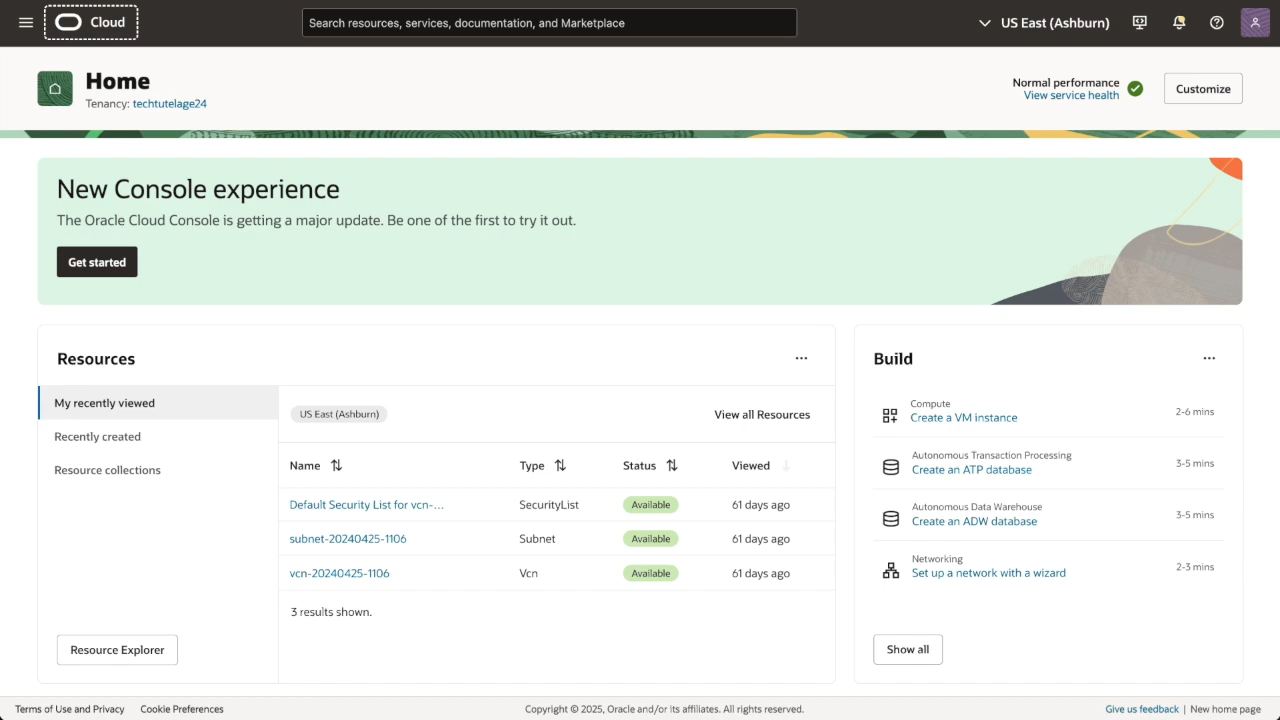 Cloud
Search resources, services, documentation, and Marketplace
US East (Ashburn)
Home
Tenancy: techtutelage24
Normal performance
View service health
Customize
New Console experience
The Oracle Cloud Console is getting a major update. Be one of the first to try it out.
Get started
Resources
My recently viewed
Recently created
Resource collections
Resource Explorer
US East (Ashburn)
View all Resources
Name Type Status Viewed
Default Security List for vcn-... SecurityList Available 61 days ago
subnet-20240425-1106 Subnet Available 61 days ago
vcn-20240425-1106 Vcn Available 61 days ago
3 results shown.
Build
Compute
Create a VM instance
2-6 mins
Autonomous Transaction Processing
Create an ATP database
3-5 mins
Autonomous Data Warehouse
Create an ADW database
3-5 mins
Networking
Set up a network with a wizard
2-3 mins
Show all
Terms of Use and Privacy Cookie Preferences
Copyright © 2025, Oracle and/or its affiliates. All rights reserved.
Give us feedback | New home page